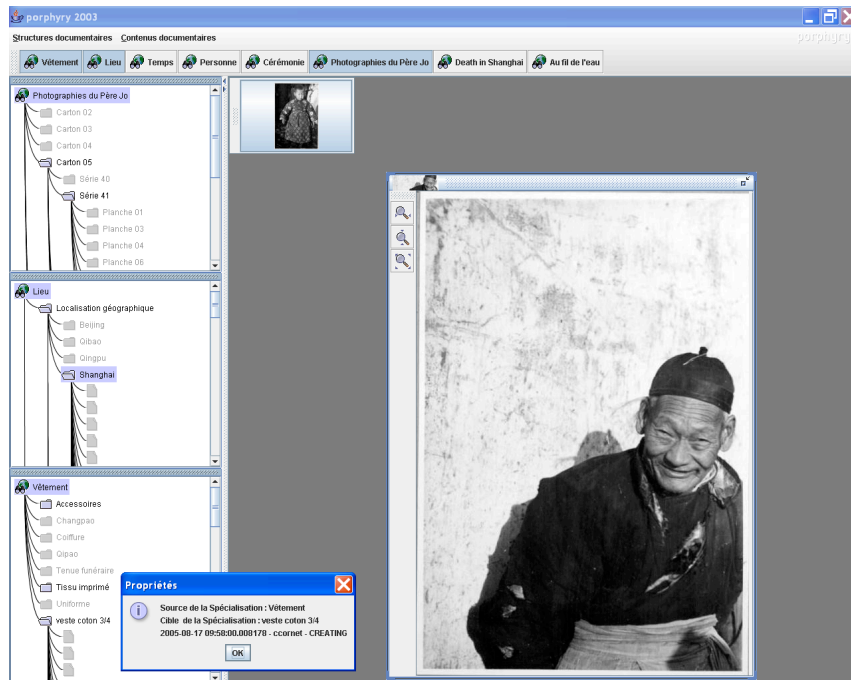 porphyry 2003
Structures documentaires Contenus documentaires
porphyry
Vêtement Lieu Temps Personne Cérémonie Photographies du Père Jo Death in Shanghai Au fil de l'eau
Photographies du Père Jo
Carton 02
Carton 03
Carton 04
Carton 05
Série 40
Série 41
Planche 01
Planche 03
Planche 04
Planche 06
Lieu
Localisation géographique
Beijing
Qibao
Qingpu
Shanghai
Vêtement
Accessoires
Changpao
Coiffure
Qipao
Tenue funéraire
Tissu imprimé
Uniforme
veste coton 3/4
Propriétés
Source de la Spécialisation : Vêtement
Cible de la Spécialisation : veste coton 3/4
2005-08-17 09:58:00.008178 - ccornet - CREATING
OK